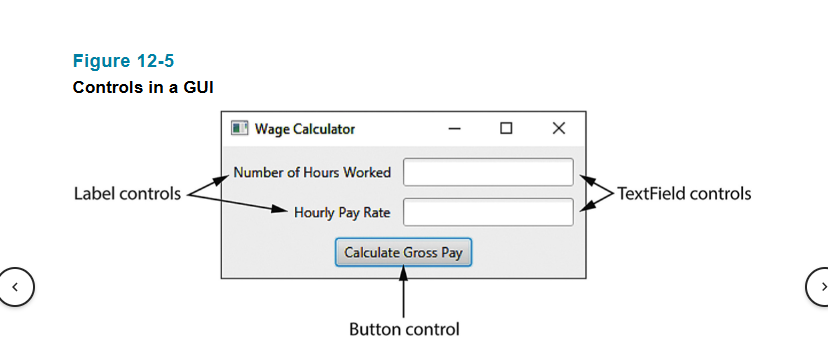 Figure 12-5
Controls in a GUI
Wage Calculator
Number of Hours Worked
Label controls
TextField controls
Hourly Pay Rate
Calculate Gross Pay
Button control